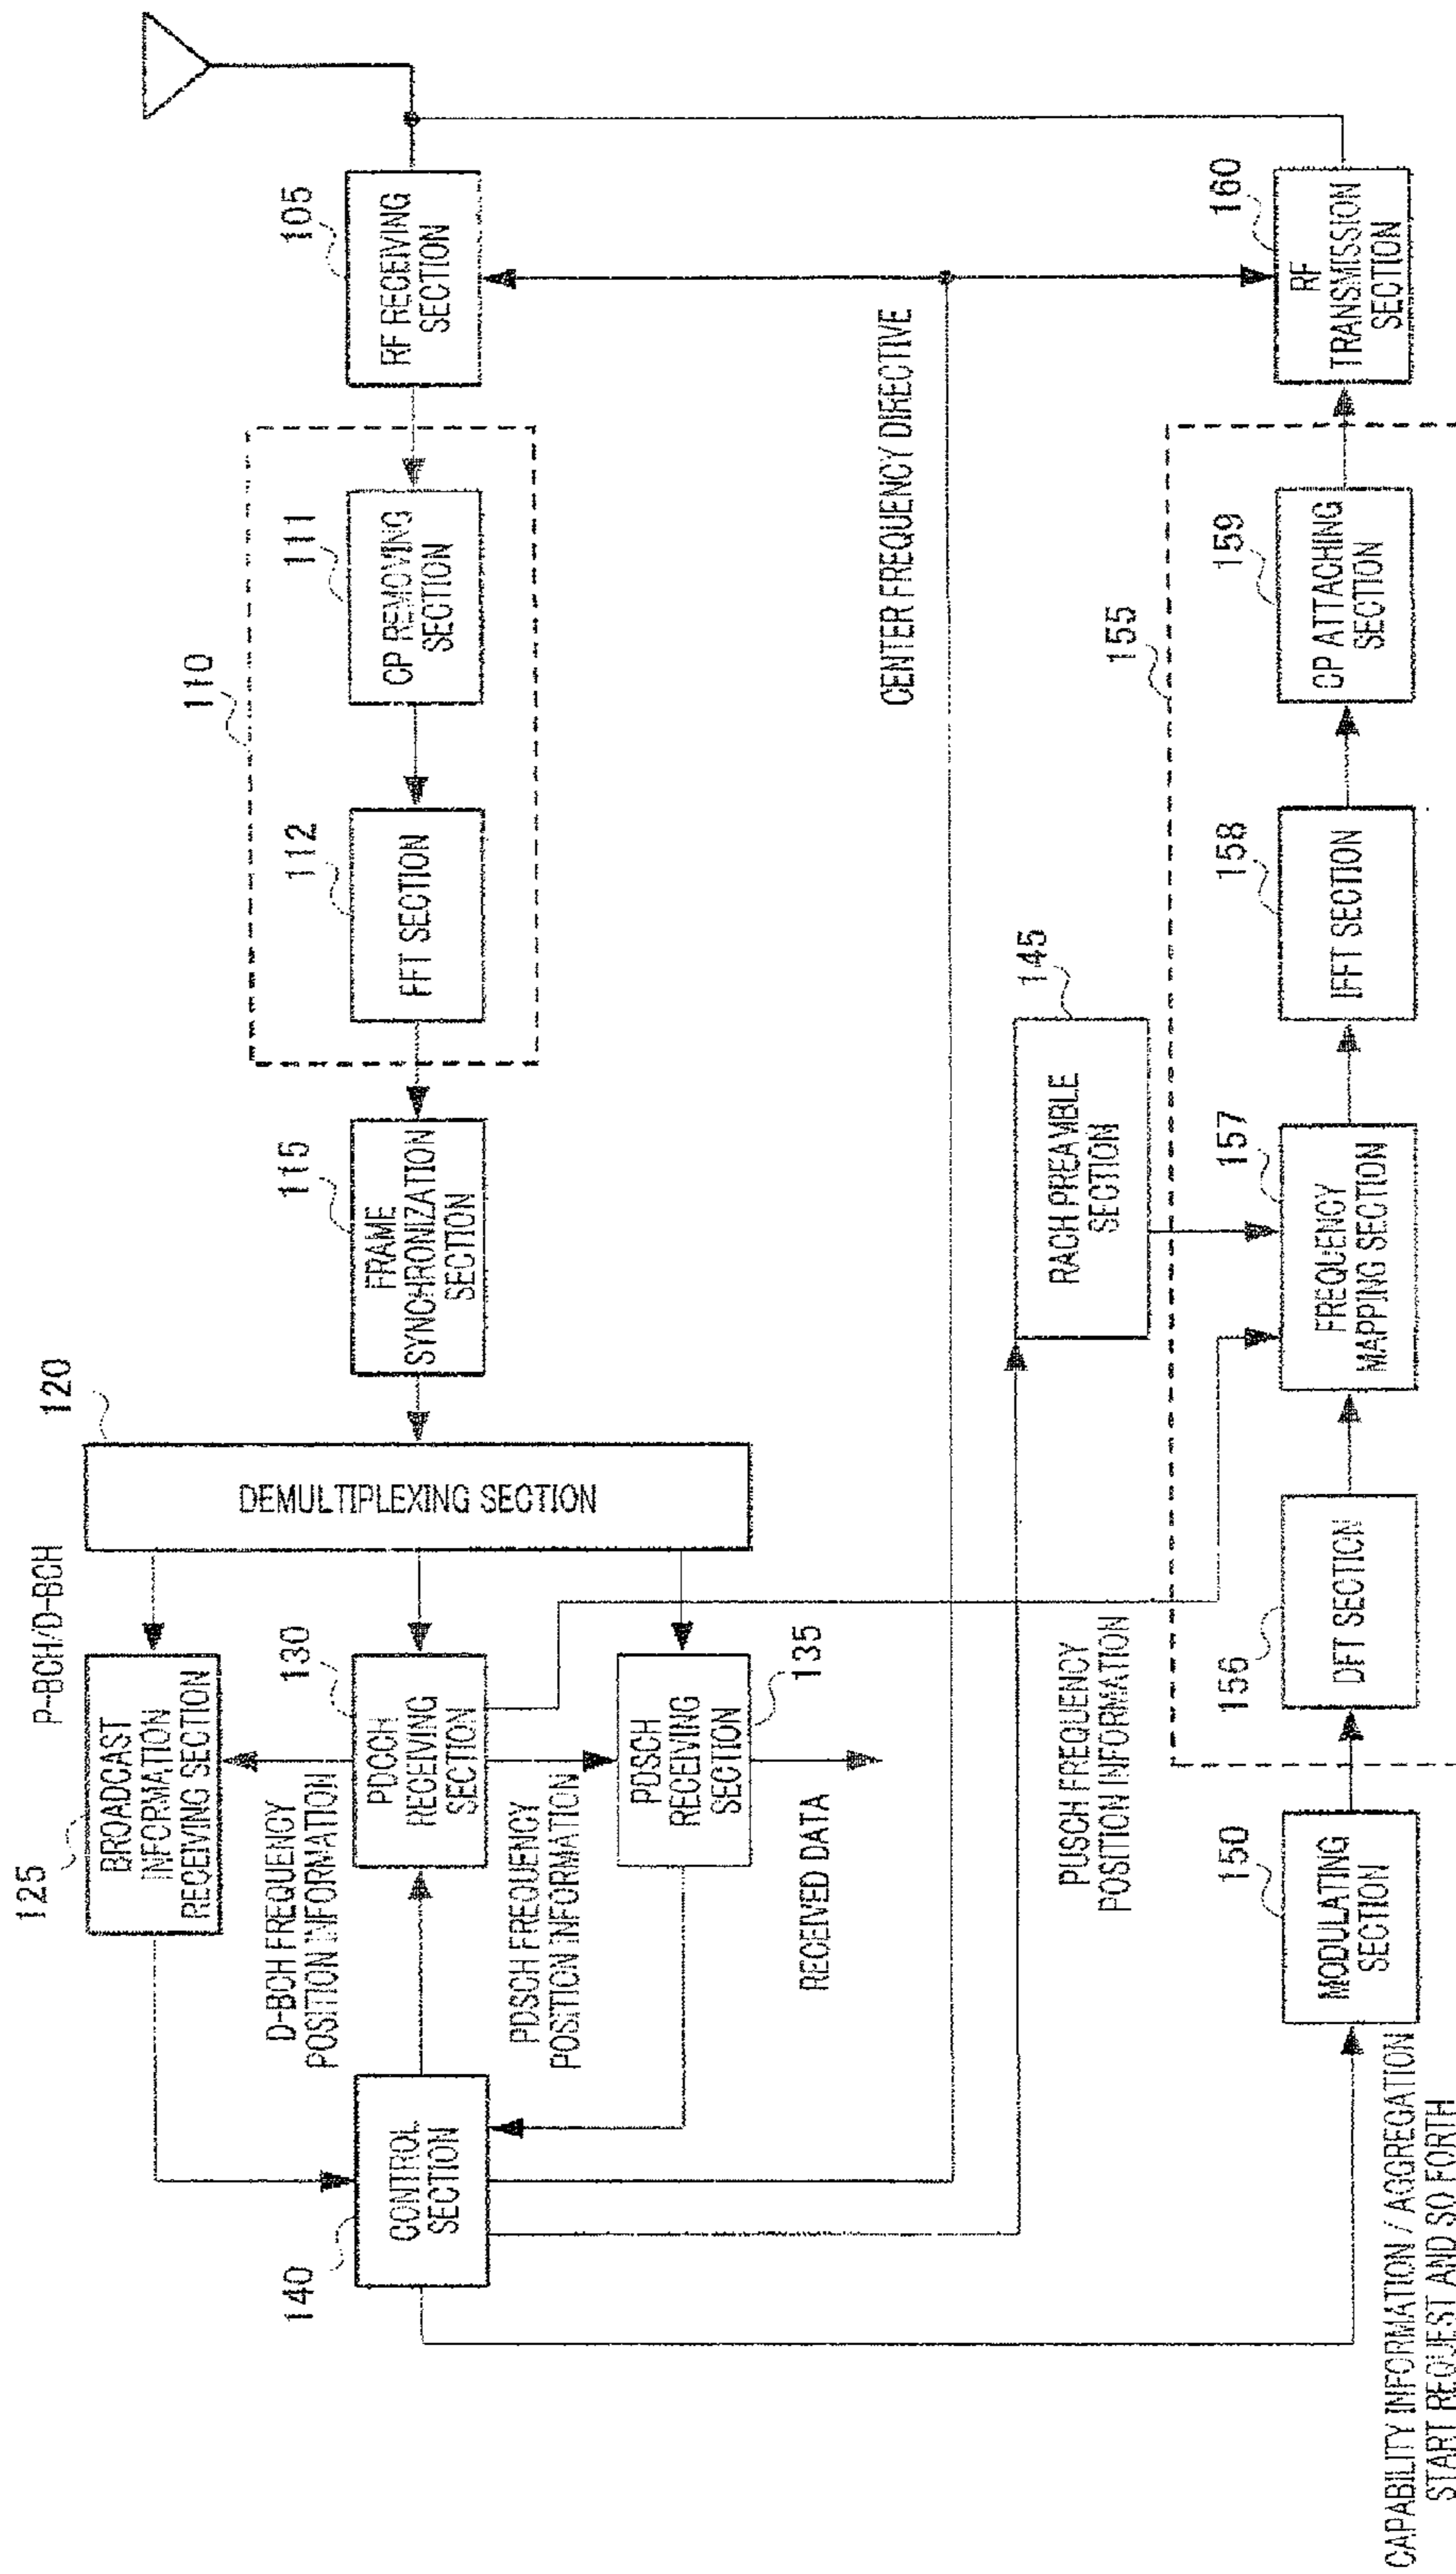 105
RF RECEIVING
SECTION
110
111
CP REMOVING
SECTION
112
FFT SECTION
115
FRAME
SYNCHRONIZATION
SECTION
120
DEMULTIPLEXING SECTION
P-BCH/D-BCH
125
BROADCAST
INFORMATION
RECEIVING SECTION
D-BCH FREQUENCY
POSITION INFORMATION
130
PDCCH
RECEIVING
SECTION
PDSCH FREQUENCY
POSITION INFORMATION
135
PDSCH
RECEIVING
SECTION
RECEIVED DATA
140
CONTROL
SECTION
CENTER FREQUENCY DIRECTIVE
145
RACH PREAMBLE
SECTION
PUSCH FREQUENCY
POSITION INFORMATION
150
MODULATING
SECTION
155
156
DFT SECTION
157
FREQUENCY
MAPPING SECTION
158
IFFT SECTION
159
CP ATTACHING
SECTION
160
RF
TRANSMISSION
SECTION
CAPABILITY INFORMATION / AGGREGATION
START REQUEST AND SO FORTH